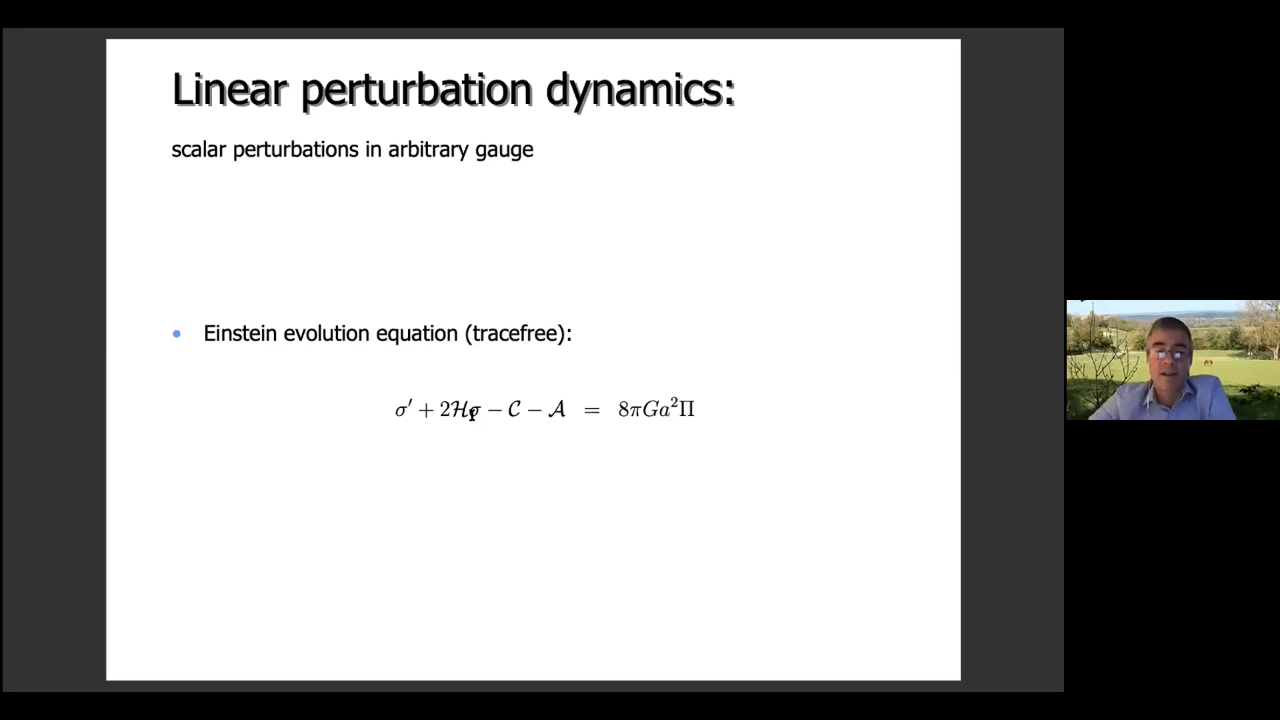 Linear perturbation dynamics:
scalar perturbations in arbitrary gauge
• Einstein evolution equation (tracefree):
σ′ + 2ℋσ − 𝒞 − 𝒜 = 8πGa²Π